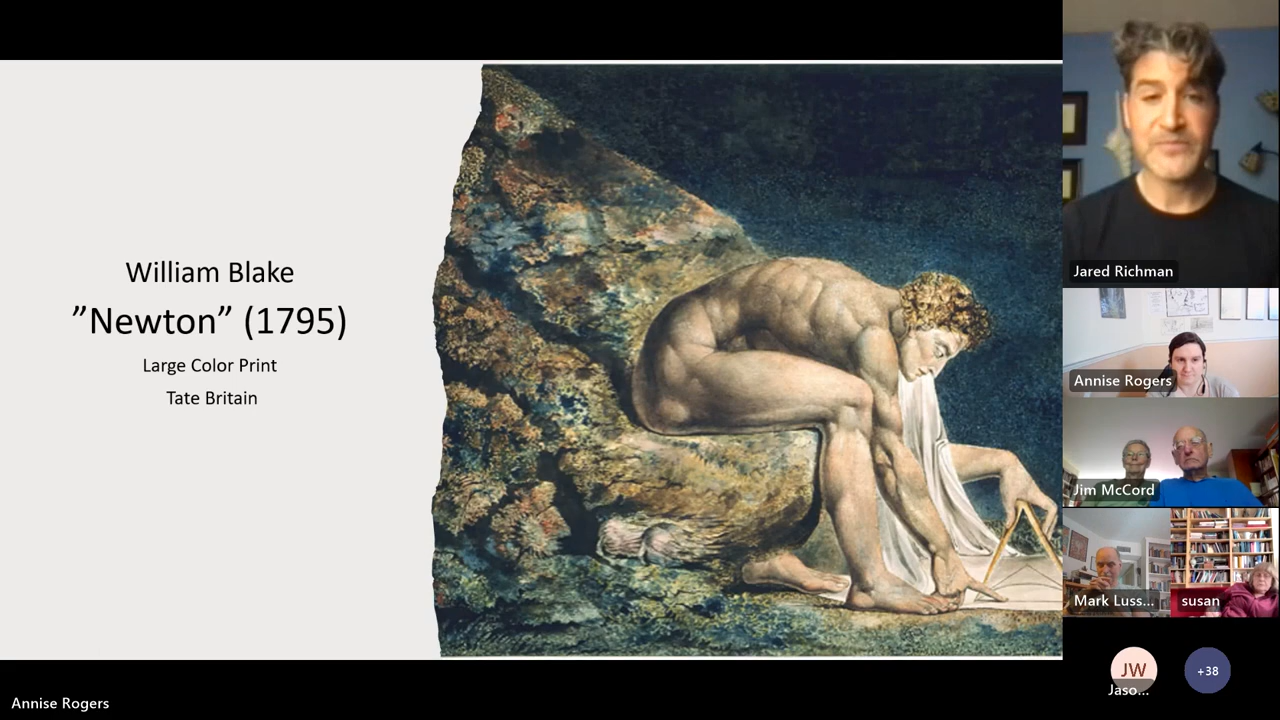 William Blake
”Newton” (1795)
Large Color Print
Tate Britain
Jared Richman
Annise Rogers
Jim McCord
Mark Luss...
susan
JW
Jaso...
+38
Annise Rogers